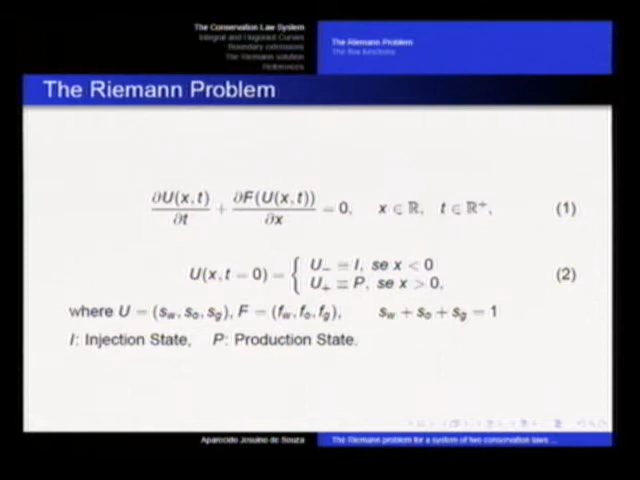 The Conservation Law System
Integral and Hugoniot Curves
Boundary extensions
The Riemann solution
References
The Riemann Problem
The flux functions
The Riemann Problem
∂U(x,t)/∂t + ∂F(U(x,t))/∂x = 0, x ∈ ℝ, t ∈ ℝ⁺, (1)
U(x,t = 0) = { U₋ = I, se x < 0
U₊ = P, se x > 0, (2)
where U = (s_w, s_o, s_g), F = (f_w, f_o, f_g), s_w + s_o + s_g = 1
I: Injection State, P: Production State.
Aparecido Jesuino de Souza
The Riemann problem for a system of two conservation laws ...